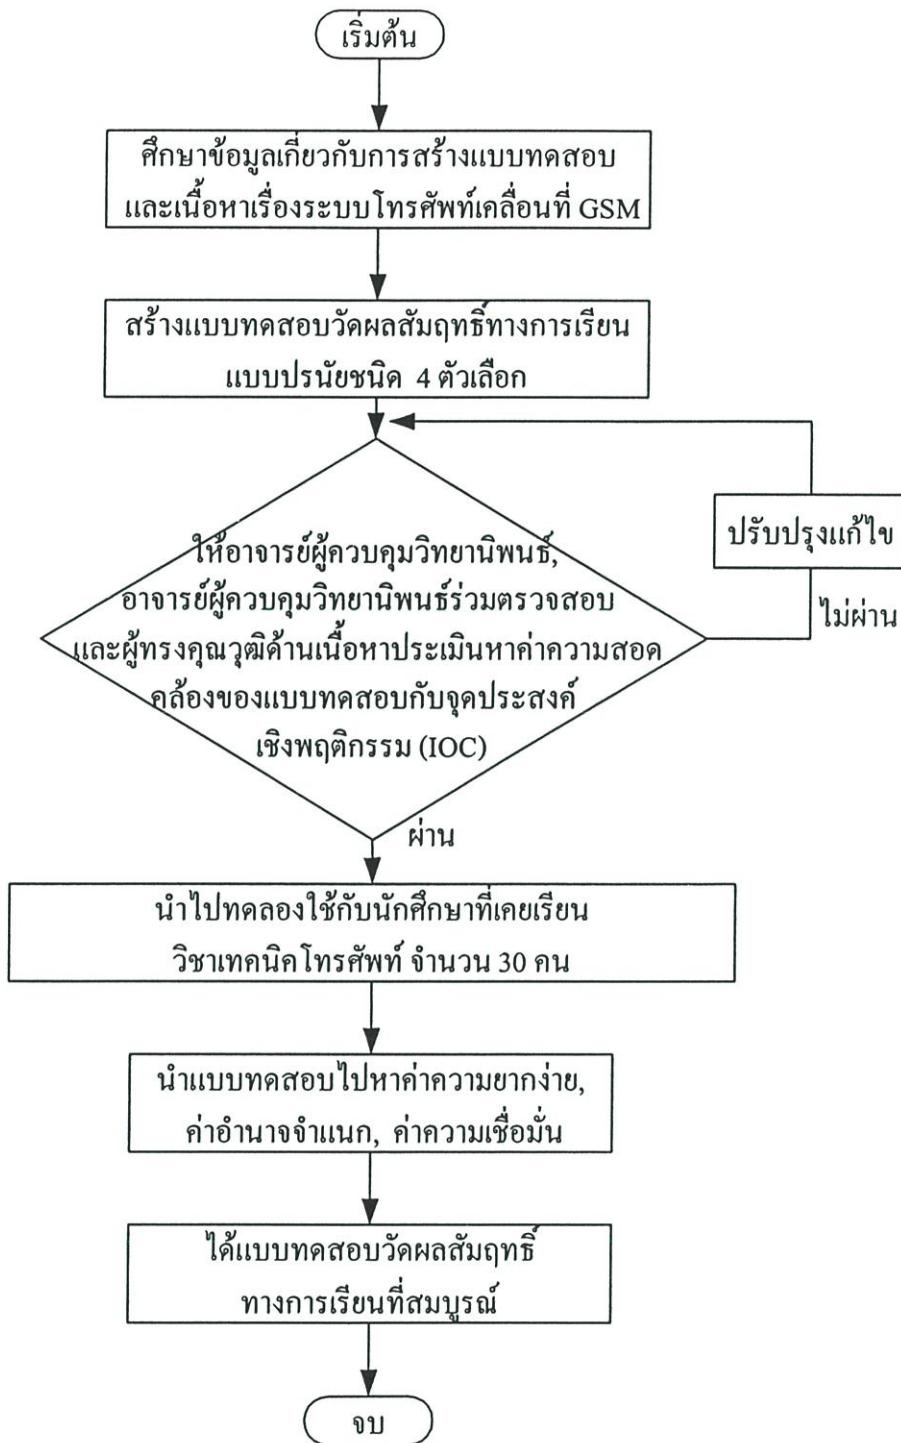 เริ่มต้น
ศึกษาข้อมูลเกี่ยวกับการสร้างแบบทดสอบ
และเนื้อหาเรื่องระบบโทรศัพท์เคลื่อนที่ GSM
สร้างแบบทดสอบวัดผลสัมฤทธิ์ทางการเรียน
แบบปรนัยชนิด 4 ตัวเลือก
ปรับปรุงแก้ไข
ไม่ผ่าน
ให้อาจารย์ผู้ควบคุมวิทยานิพนธ์,
อาจารย์ผู้ควบคุมวิทยานิพนธ์ร่วมตรวจสอบ
และผู้ทรงคุณวุฒิด้านเนื้อหาประเมินหาค่าความสอด
คล้องของแบบทดสอบกับจุดประสงค์
เชิงพฤติกรรม (IOC)
ผ่าน
นำไปทดลองใช้กับนักศึกษาที่เคยเรียน
วิชาเทคนิคโทรศัพท์ จำนวน 30 คน
นำแบบทดสอบไปหาค่าความยากง่าย,
ค่าอำนาจจำแนก, ค่าความเชื่อมั่น
ได้แบบทดสอบวัดผลสัมฤทธิ์
ทางการเรียนที่สมบูรณ์
จบ